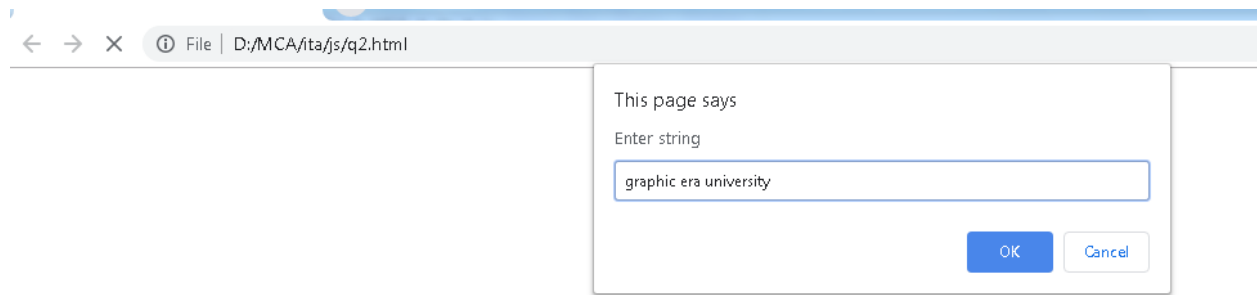 File | D:/MCA/ita/js/q2.html
This page says
Enter string
graphic era university
OK Cancel